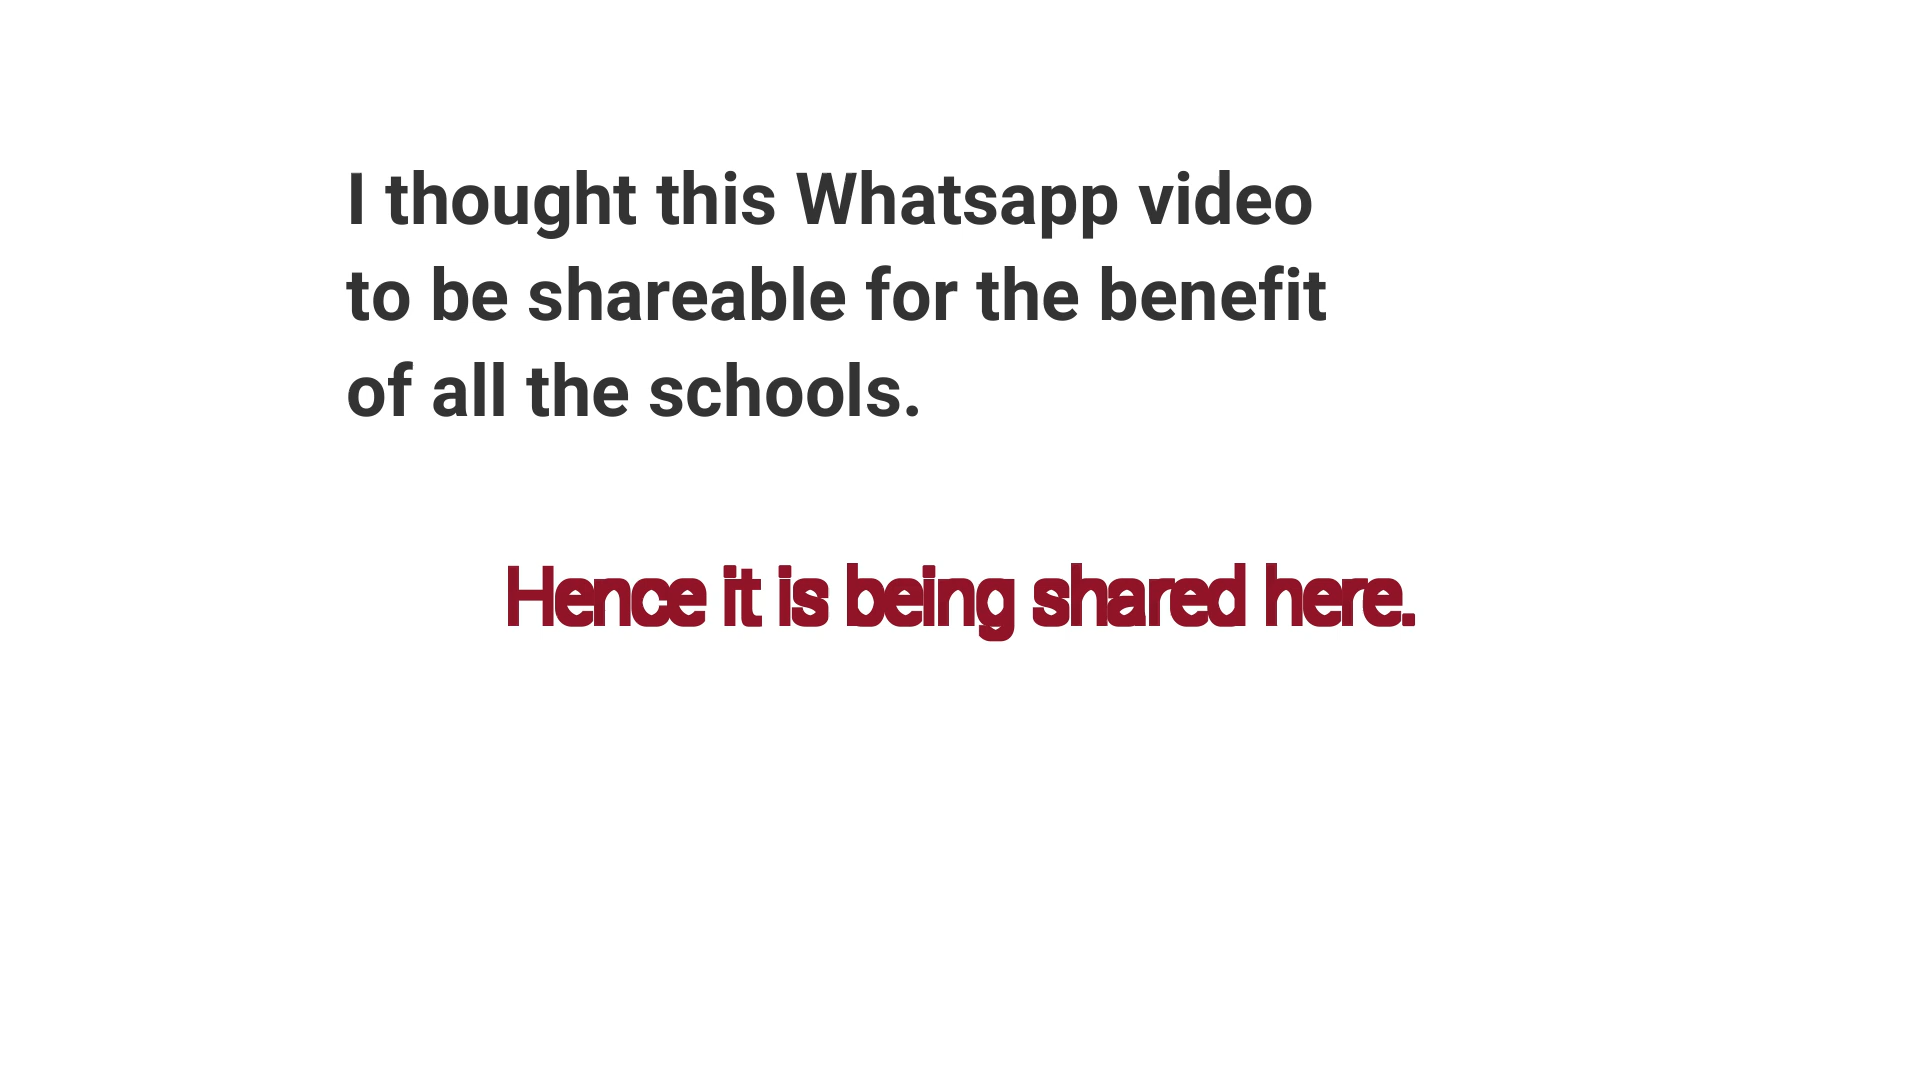 I thought this Whatsapp video
to be shareable for the benefit
of all the schools.
Hence it is being shared here.